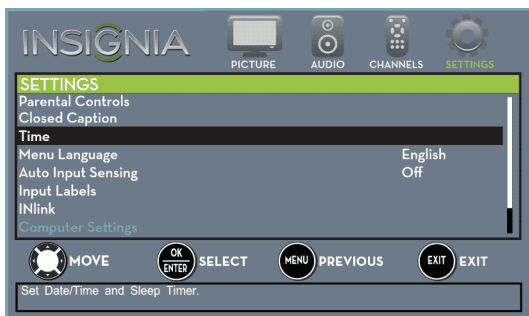 INSIGNIA
PICTURE AUDIO CHANNELS SETTINGS
SETTINGS
Parental Controls
Closed Caption
Time
Menu Language English
Auto Input Sensing Off
Input Labels
INlink
Computer Settings
MOVE OK ENTER SELECT MENU PREVIOUS EXIT EXIT
Set Date/Time and Sleep Timer.